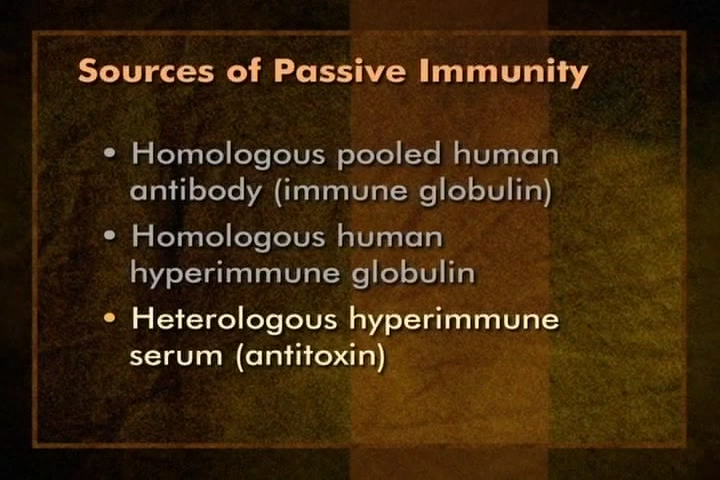 Sources of Passive Immunity
• Homologous pooled human
antibody (immune globulin)
• Homologous human
hyperimmune globulin
• Heterologous hyperimmune
serum (antitoxin)